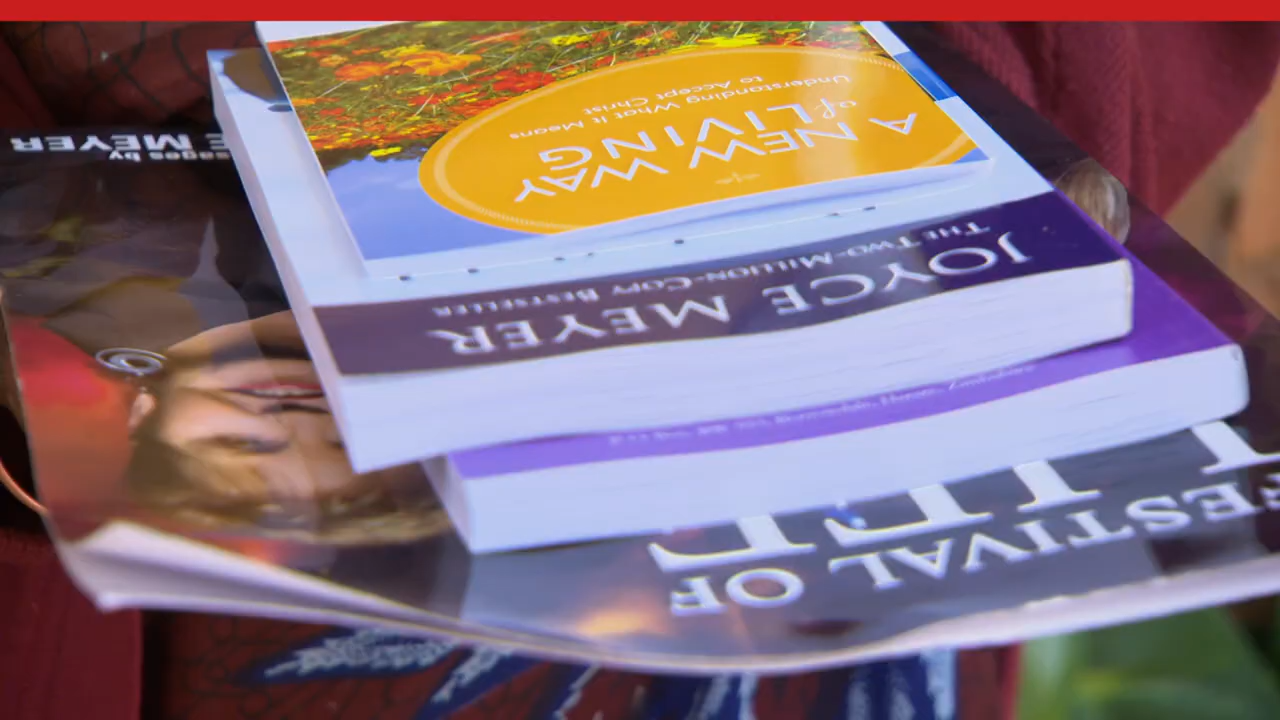 A NEW WAY
of LIVING
Understanding What It Means
to Accept Christ
JOYCE MEYER
THE TWO-MILLION-COPY BESTSELLER
by
MEYER
FESTIVAL OF